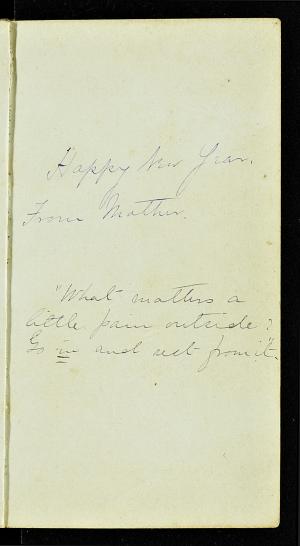 Happy New Year.
From Mother.
"What matters a
little pain outside?
Go in and rest from it."